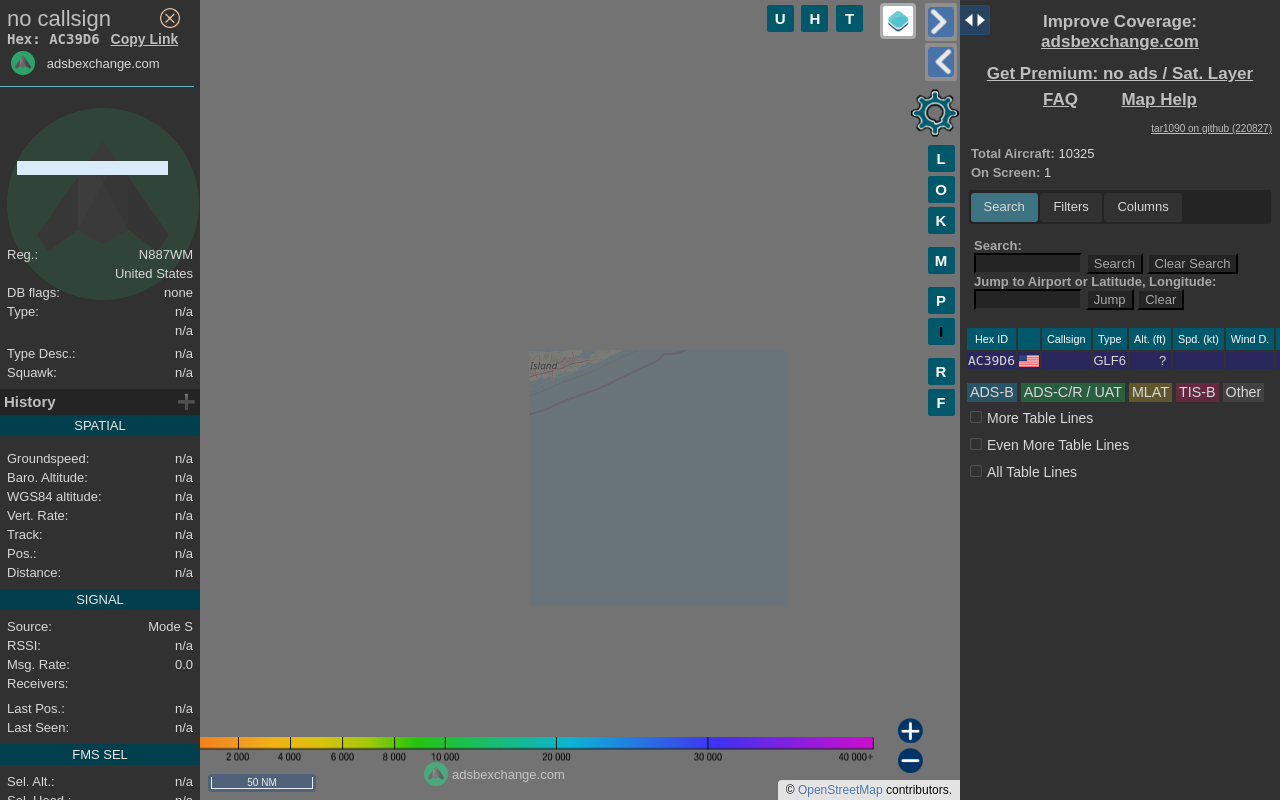 no callsign
Hex: AC39D6 Copy Link
adsbexchange.com
Reg.: N887WM
United States
DB flags: none
Type: n/a
n/a
Type Desc.: n/a
Squawk: n/a
History
SPATIAL
Groundspeed: n/a
Baro. Altitude: n/a
WGS84 altitude: n/a
Vert. Rate: n/a
Track: n/a
Pos.: n/a
Distance: n/a
SIGNAL
Source: Mode S
RSSI: n/a
Msg. Rate: 0.0
Receivers:
Last Pos.: n/a
Last Seen: n/a
FMS SEL
Sel. Alt.: n/a
Sel. Head.: n/a
U H T
L
O
K
M
P
I
R
F
Island
2 000 4 000 6 000 8 000 10 000 20 000 30 000 40 000+
adsbexchange.com
50 NM
© OpenStreetMap contributors.
Improve Coverage:
adsbexchange.com
Get Premium: no ads / Sat. Layer
FAQ Map Help
tar1090 on github (220827)
Total Aircraft: 10325
On Screen: 1
Search Filters Columns
Search:
Search Clear Search
Jump to Airport or Latitude, Longitude:
Jump Clear
Hex ID Callsign Type Alt. (ft) Spd. (kt) Wind D.
AC39D6 GLF6 ?
ADS-B ADS-C/R / UAT MLAT TIS-B Other
More Table Lines
Even More Table Lines
All Table Lines